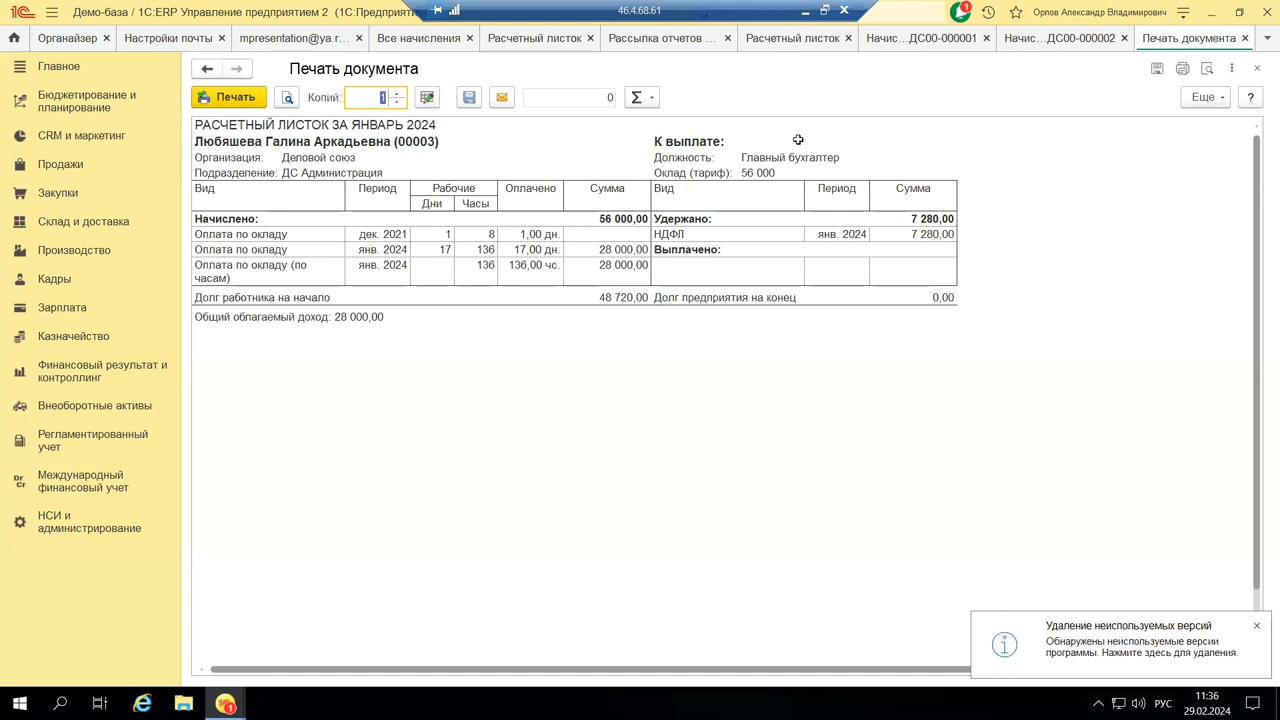 Демо-база / 1С:ERP Управление предприятием 2 (1С:Предприятие
46.4.68.61
1
Орлов Александр Владимирович
Органайзер
Настройки почты
mpresentation@ya.r...
Все начисления
Расчетный листок
Рассылка отчетов ...
Расчетный листок
Начис...ДС00-000001
Начис...ДС00-000002
Печать документа
Главное
Бюджетирование и
планирование
CRM и маркетинг
Продажи
Закупки
Склад и доставка
Производство
Кадры
Зарплата
Казначейство
Финансовый результат и
контроллинг
Внеоборотные активы
Регламентированный
учет
Международный
финансовый учет
НСИ и
администрирование
Печать документа
Печать Копий: 1 0 Σ Еще ?
РАСЧЕТНЫЙ ЛИСТОК ЗА ЯНВАРЬ 2024
Любяшева Галина Аркадьевна (00003) К выплате:
Организация: Деловой союз Должность: Главный бухгалтер
Подразделение: ДС Администрация Оклад (тариф): 56 000
Вид Период Рабочие Оплачено Сумма Вид Период Сумма
Дни Часы
Начислено: 56 000,00 Удержано: 7 280,00
Оплата по окладу дек. 2021 1 8 1,00 дн. НДФЛ янв. 2024 7 280,00
Оплата по окладу янв. 2024 17 136 17,00 дн. 28 000,00 Выплачено:
Оплата по окладу (по янв. 2024 136 136,00 чс. 28 000,00
часам)
Долг работника на начало 48 720,00 Долг предприятия на конец 0,00
Общий облагаемый доход: 28 000,00
Удаление неиспользуемых версий
Обнаружены неиспользуемые версии
программы. Нажмите здесь для удаления.
РУС
11:36
29.02.2024